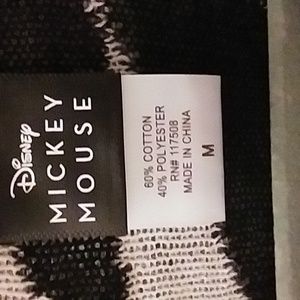 Disney
MICKEY
MOUSE
60% COTTON
40% POLYESTER
RN# 117508
MADE IN CHINA
M